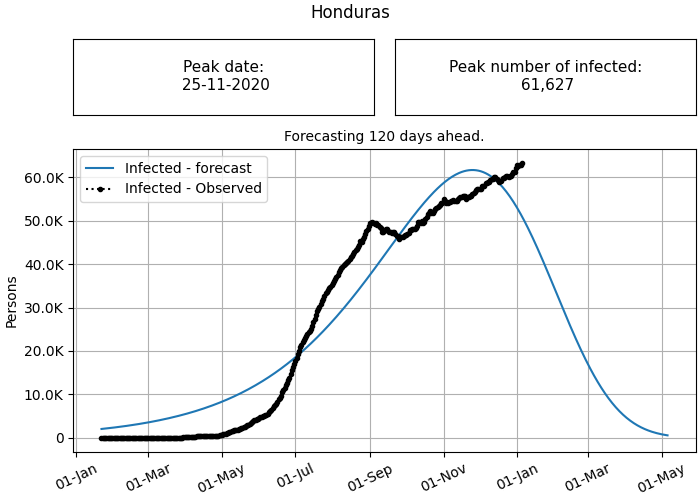 Honduras
Peak date:
25-11-2020
Peak number of infected:
61,627
Forecasting 120 days ahead.
Infected - forecast
Infected - Observed
Persons
60.0K
50.0K
40.0K
30.0K
20.0K
10.0K
0
01-Jan
01-Mar
01-May
01-Jul
01-Sep
01-Nov
01-Jan
01-Mar
01-May